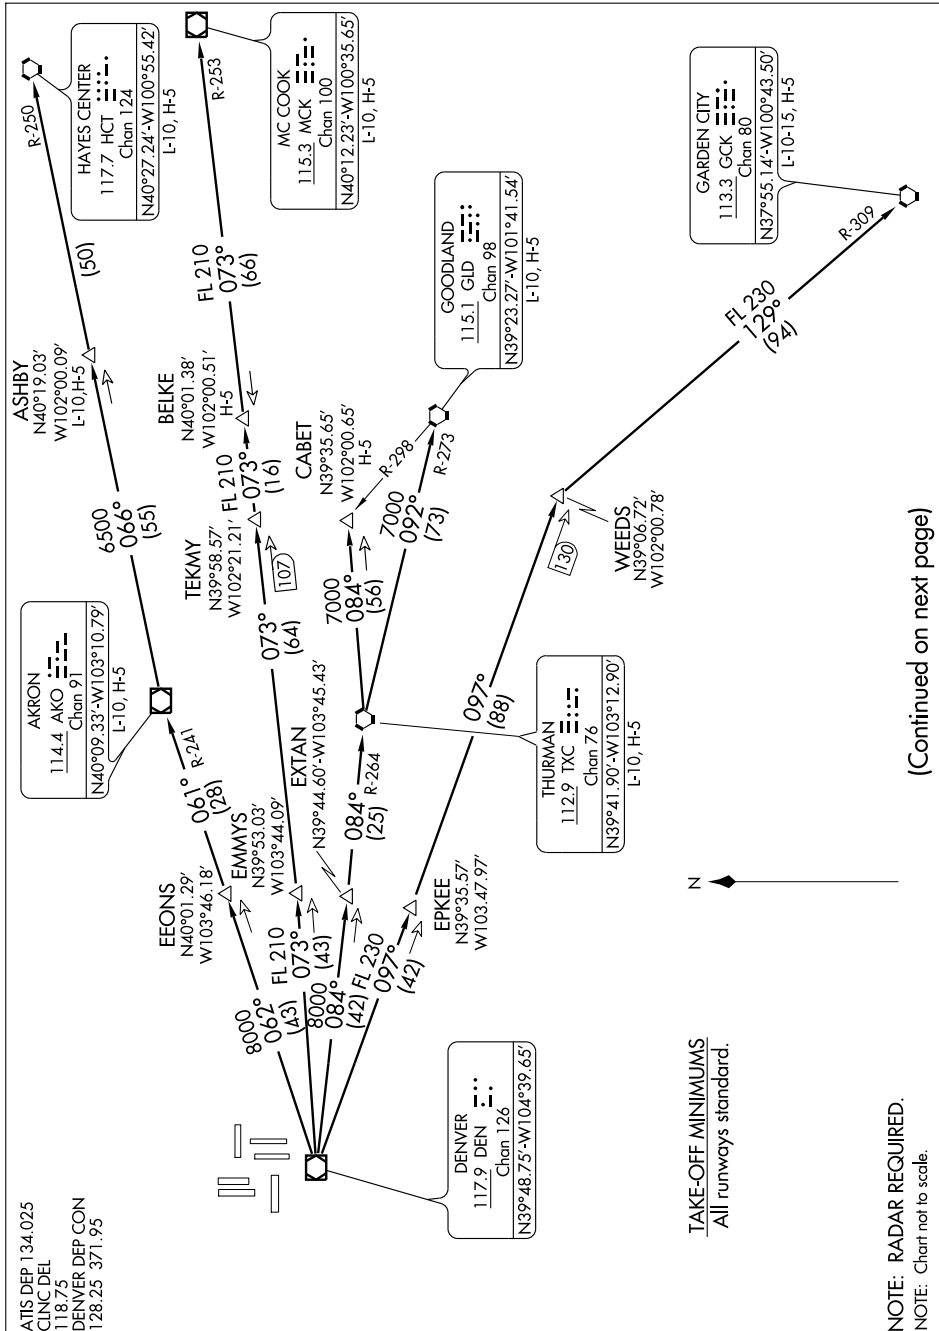 ATIS DEP 134.025
CLNC DEL
118.75
DENVER DEP CON
128.25 371.95
DENVER
117.9 DEN
Chan 126
N39°48.75'-W104°39.65'
8000
062°
(43)
EEONS
N40°01.29'
W103°46.18'
061°
(28)
R-241
AKRON
114.4 AKO
Chan 91
N40°09.33'-W103°10.79'
L-10, H-5
6500
066°
(55)
ASHBY
N40°19.03'
W102°00.09'
L-10,H-5
(50)
R-250
HAYES CENTER
117.7 HCT
Chan 124
N40°27.24'-W100°55.42'
L-10, H-5
FL 210
073°
(43)
EMMYS
N39°53.03'
W103°44.09'
073°
(64)
107
TEKMY
N39°58.57'
W102°21.21'
FL 210
073°
(16)
BELKE
N40°01.38'
W102°00.51'
H-5
FL 210
073°
(66)
R-253
MC COOK
115.3 MCK
Chan 100
N40°12.23'-W100°35.65'
L-10, H-5
8000
084°
(42)
EXTAN
N39°44.60'-W103°45.43'
084°
(25)
R-264
THURMAN
112.9 TXC
Chan 76
N39°41.90'-W103°12.90'
L-10, H-5
7000
084°
(56)
CABET
N39°35.65'
W102°00.65'
H-5
R-298
7000
092°
(73)
R-273
GOODLAND
115.1 GLD
Chan 98
N39°23.27'-W101°41.54'
L-10, H-5
FL 230
097°
(42)
EPKEE
N39°35.57'
W103.47.97'
097°
(88)
130
WEEDS
N39°06.72'
W102°00.78'
FL 230
129°
(94)
R-309
GARDEN CITY
113.3 GCK
Chan 80
N37°55.14'-W100°43.50'
L-10-15, H-5
N
TAKE-OFF MINIMUMS
All runways standard.
NOTE: RADAR REQUIRED.
NOTE: Chart not to scale.
(Continued on next page)